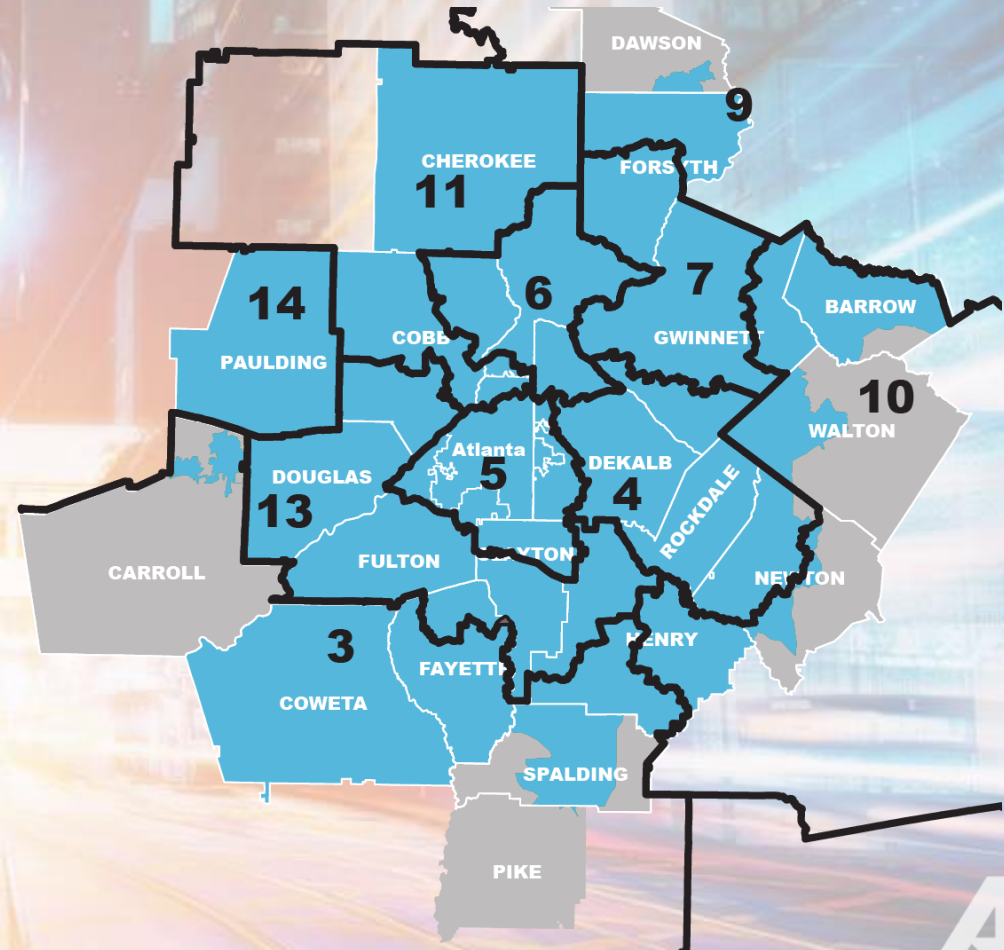 DAWSON
9
CHEROKEE
FORSYTH
11
14
6
7
BARROW
COBB
GWINNETT
PAULDING
10
WALTON
Atlanta
5
DEKALB
DOUGLAS
4
13
ROCKDALE
CLAYTON
FULTON
CARROLL
NEWTON
3
HENRY
FAYETTE
COWETA
SPALDING
PIKE
A